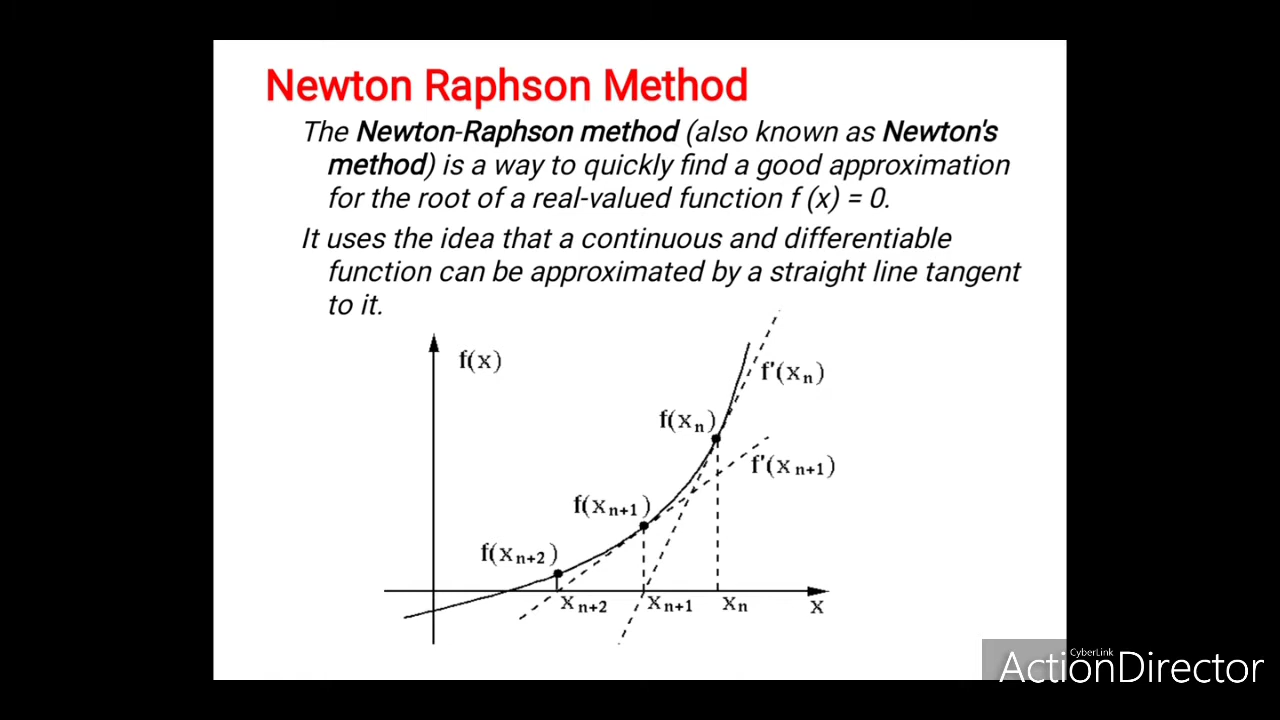 Newton Raphson Method
The Newton-Raphson method (also known as Newton's
method) is a way to quickly find a good approximation
for the root of a real-valued function f (x) = 0.
It uses the idea that a continuous and differentiable
function can be approximated by a straight line tangent
to it.
f(x)
f'(xₙ)
f(xₙ)
f'(xₙ₊₁)
f(xₙ₊₁)
f(xₙ₊₂)
xₙ₊₂ xₙ₊₁ xₙ x
CyberLink
ActionDirector